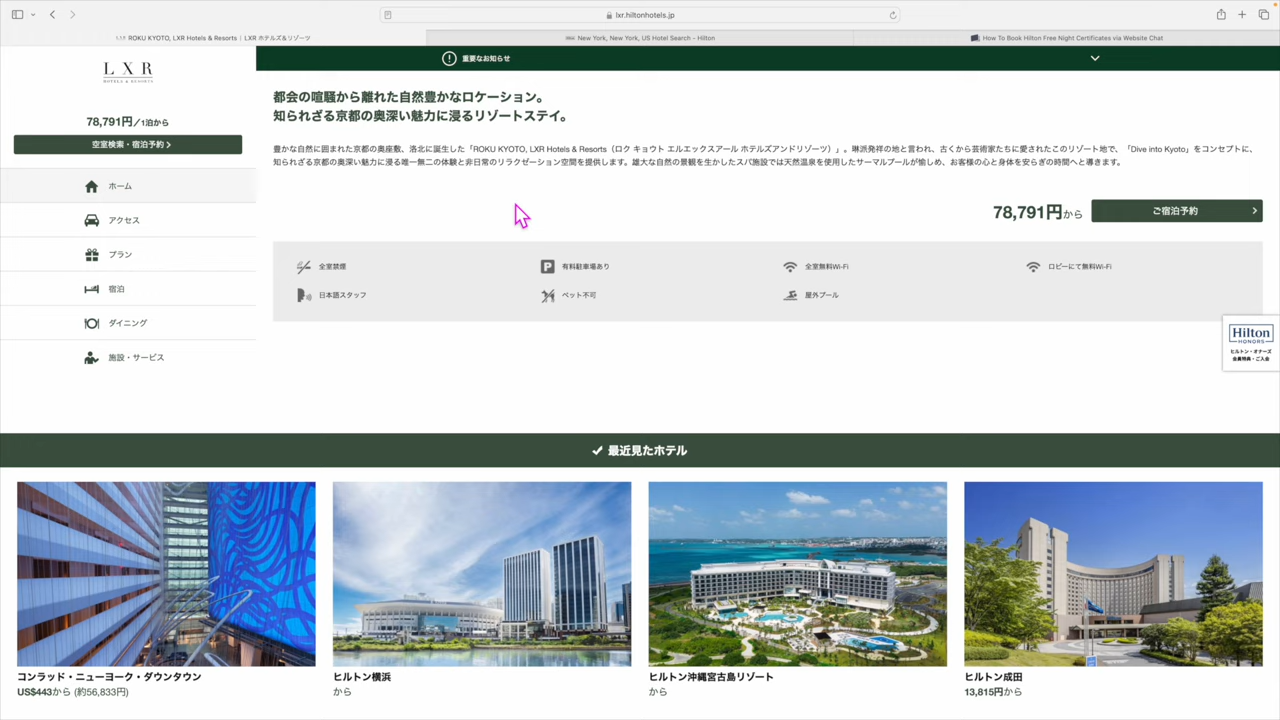 lxr.hiltonhotels.jp
ROKU KYOTO, LXR Hotels & Resorts | LXR ホテルズ&リゾーツ
New York, New York, US Hotel Search - Hilton
How To Book Hilton Free Night Certificates via Website Chat
重要なお知らせ
LXR
HOTELS & RESORTS
78,791円/1泊から
空室検索・宿泊予約
ホーム
アクセス
プラン
宿泊
ダイニング
施設・サービス
都会の喧騒から離れた自然豊かなロケーション。
知られざる京都の奥深い魅力に浸るリゾートステイ。
豊かな自然に囲まれた京都の奥座敷、洛北に誕生した「ROKU KYOTO, LXR Hotels & Resorts（ロク キョウト エルエックスアール ホテルズアンドリゾーツ）」。琳派発祥の地と言われ、古くから芸術家たちに愛されたこのリゾート地で、「Dive into Kyoto」をコンセプトに、
知られざる京都の奥深い魅力に浸る唯一無二の体験と非日常のリラクゼーション空間を提供します。雄大な自然の景観を生かしたスパ施設では天然温泉を使用したサーマルプールが愉しめ、お客様の心と身体を安らぎの時間へと導きます。
78,791円から
ご宿泊予約
全室禁煙
有料駐車場あり
全室無料Wi-Fi
ロビーにて無料Wi-Fi
日本語スタッフ
ペット不可
屋外プール
Hilton
HONORS
ヒルトン・オナーズ
会員特典・ご入会
最近見たホテル
コンラッド・ニューヨーク・ダウンタウン
US$443から (約56,833円)
ヒルトン横浜
から
ヒルトン沖縄宮古島リゾート
から
ヒルトン成田
13,815円から